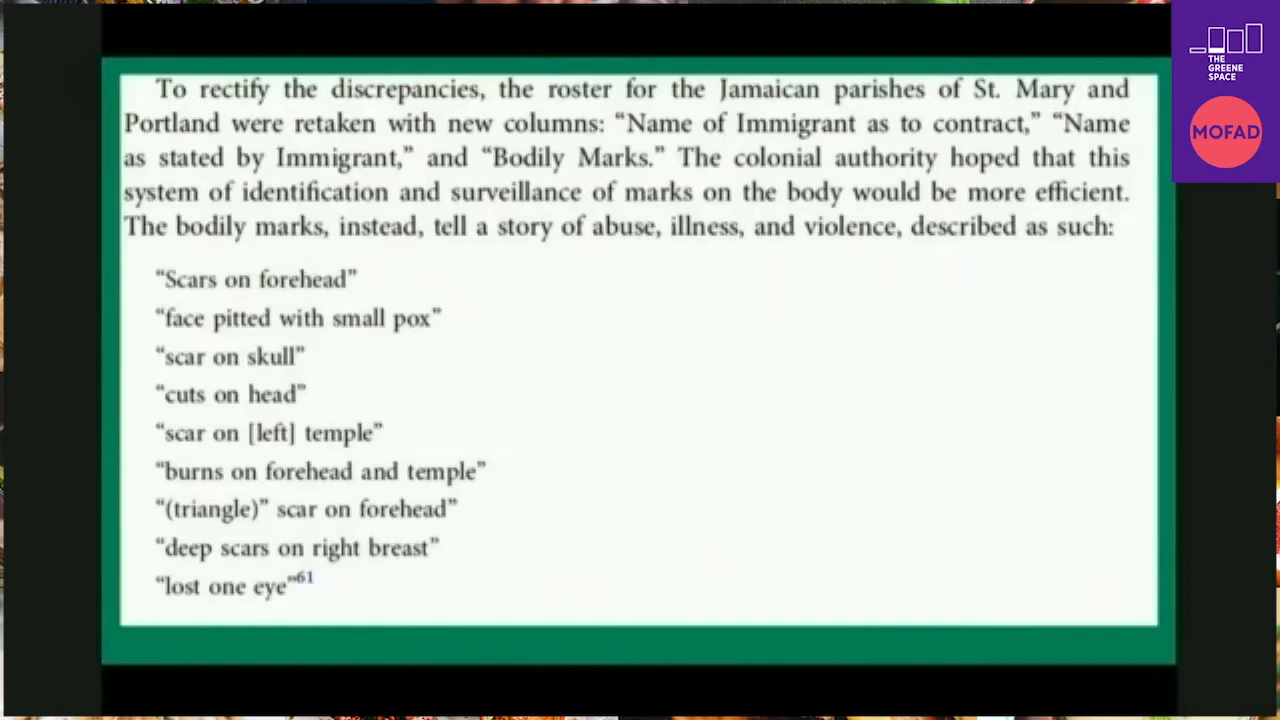 To rectify the discrepancies, the roster for the Jamaican parishes of St. Mary and
Portland were retaken with new columns: “Name of Immigrant as to contract,” “Name
as stated by Immigrant,” and “Bodily Marks.” The colonial authority hoped that this
system of identification and surveillance of marks on the body would be more efficient.
The bodily marks, instead, tell a story of abuse, illness, and violence, described as such:
“Scars on forehead”
“face pitted with small pox”
“scar on skull”
“cuts on head”
“scar on [left] temple”
“burns on forehead and temple”
“(triangle)” scar on forehead”
“deep scars on right breast”
“lost one eye”61
THE
GREENE
SPACE
MOFAD